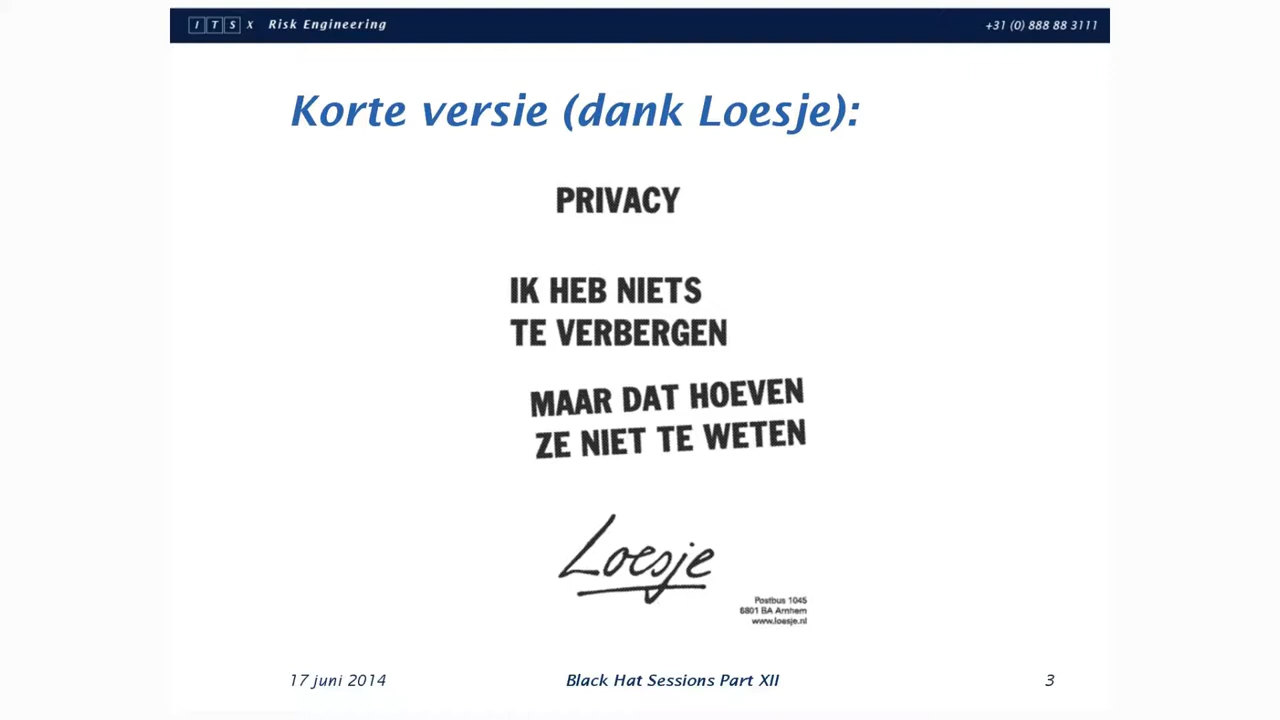 ITSX Risk Engineering
+31 (0) 888 88 3111
Korte versie (dank Loesje):
PRIVACY
IK HEB NIETS
TE VERBERGEN
MAAR DAT HOEVEN
ZE NIET TE WETEN
Loesje
Postbus 1045
6801 BA Arnhem
www.loesje.nl
17 juni 2014
Black Hat Sessions Part XII
3